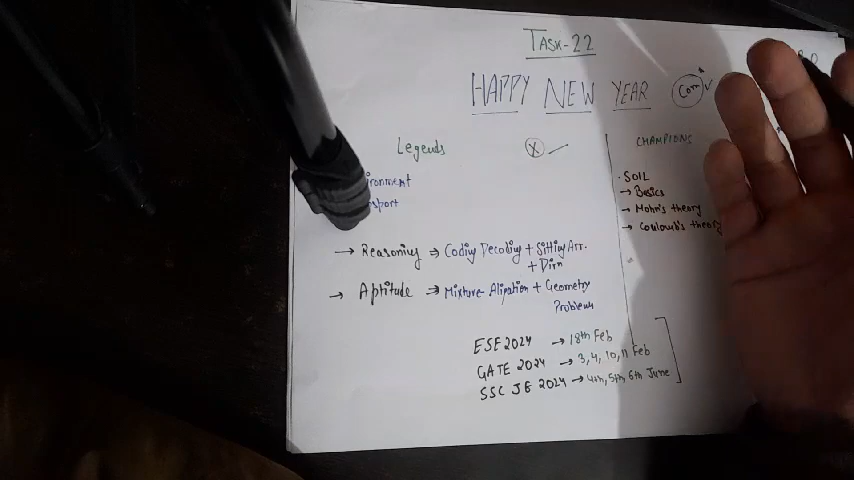 TASK-22
HAPPY NEW YEAR
Com
Legends
X
ironment
nsport
→ Reasoning ⇒ Coding Decoding + Sitting Arr.
+ Dirn
→ Aptitude ⇒ Mixture Aligation + Geometry
Problems
CHAMPIONS
. SOIL
→ Basics
→ Mohr's theory
→ Coulomb's theory
ESE 2024 → 18th Feb
GATE 2024 → 3, 4, 10, 11 Feb
SSC JE 2024 → 4th, 5th, 6th June